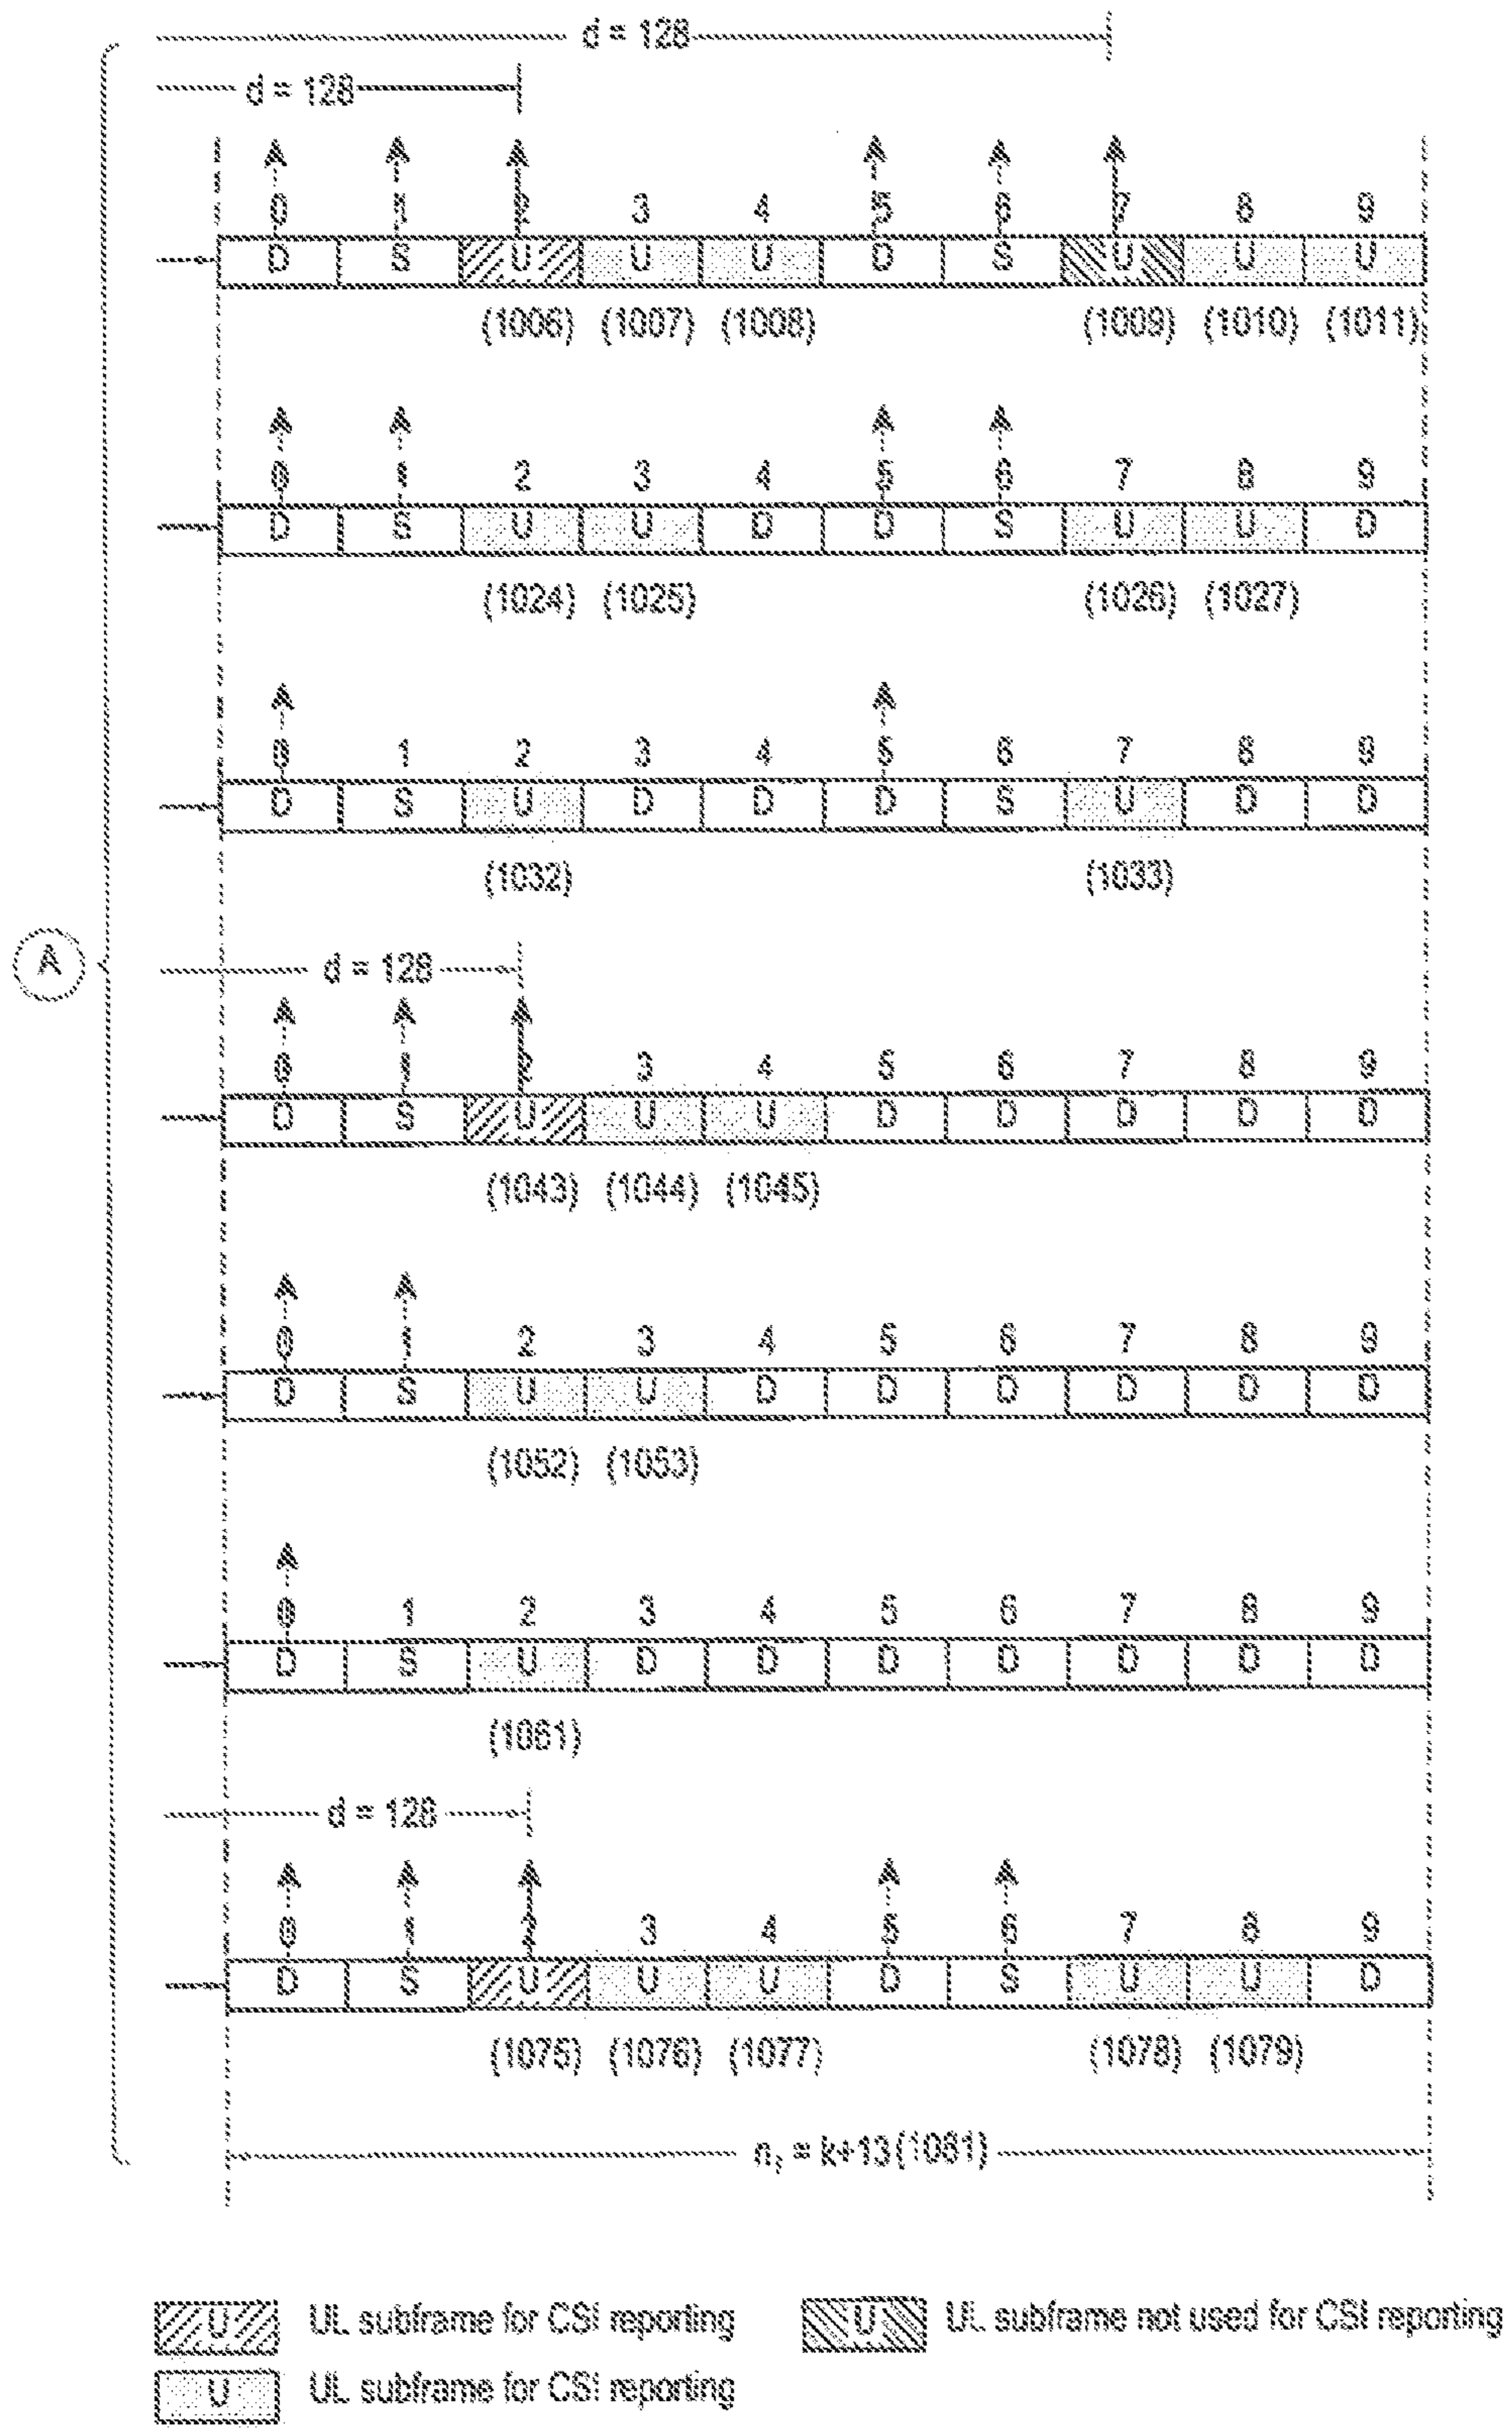 d = 128
d = 128
0 1 2 3 4 5 6 7 8 9
D S U U U D S U U U
(1006) (1007) (1008) (1009) (1010) (1011)
0 1 2 3 4 5 6 7 8 9
D S U U D D S U U D
(1024) (1025) (1026) (1027)
0 1 2 3 4 5 6 7 8 9
D S U D D D S U D D
(1032) (1033)
A
d = 128
0 1 2 3 4 5 6 7 8 9
D S U U U D D D D D
(1043) (1044) (1045)
0 1 2 3 4 5 6 7 8 9
D S U U D D D D D D
(1052) (1053)
0 1 2 3 4 5 6 7 8 9
D S U D D D D D D D
(1061)
d = 128
0 1 2 3 4 5 6 7 8 9
D S U U U D S U U D
(1075) (1076) (1077) (1078) (1079)
nf = k+13(1081)
U UL subframe for CSI reporting
U UL subframe not used for CSI reporting
U UL subframe for CSI reporting